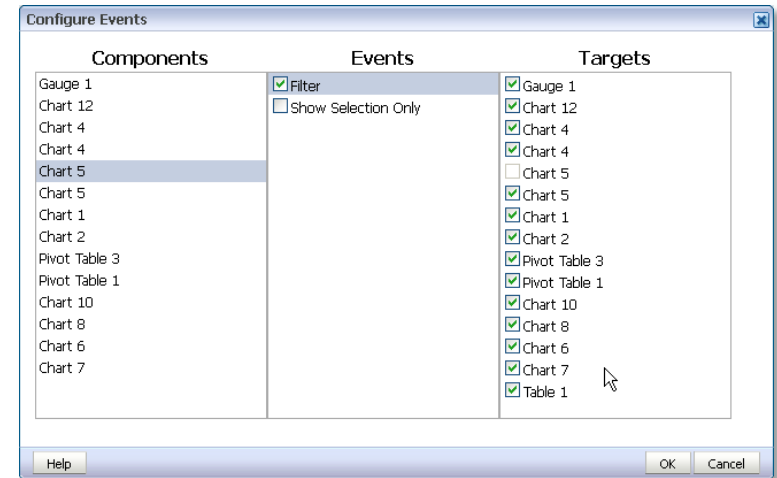 Configure Events
Components
Gauge 1
Chart 12
Chart 4
Chart 4
Chart 5
Chart 5
Chart 1
Chart 2
Pivot Table 3
Pivot Table 1
Chart 10
Chart 8
Chart 6
Chart 7
Events
Filter
Show Selection Only
Targets
Gauge 1
Chart 12
Chart 4
Chart 4
Chart 5
Chart 5
Chart 1
Chart 2
Pivot Table 3
Pivot Table 1
Chart 10
Chart 8
Chart 6
Chart 7
Table 1
Help
OK
Cancel